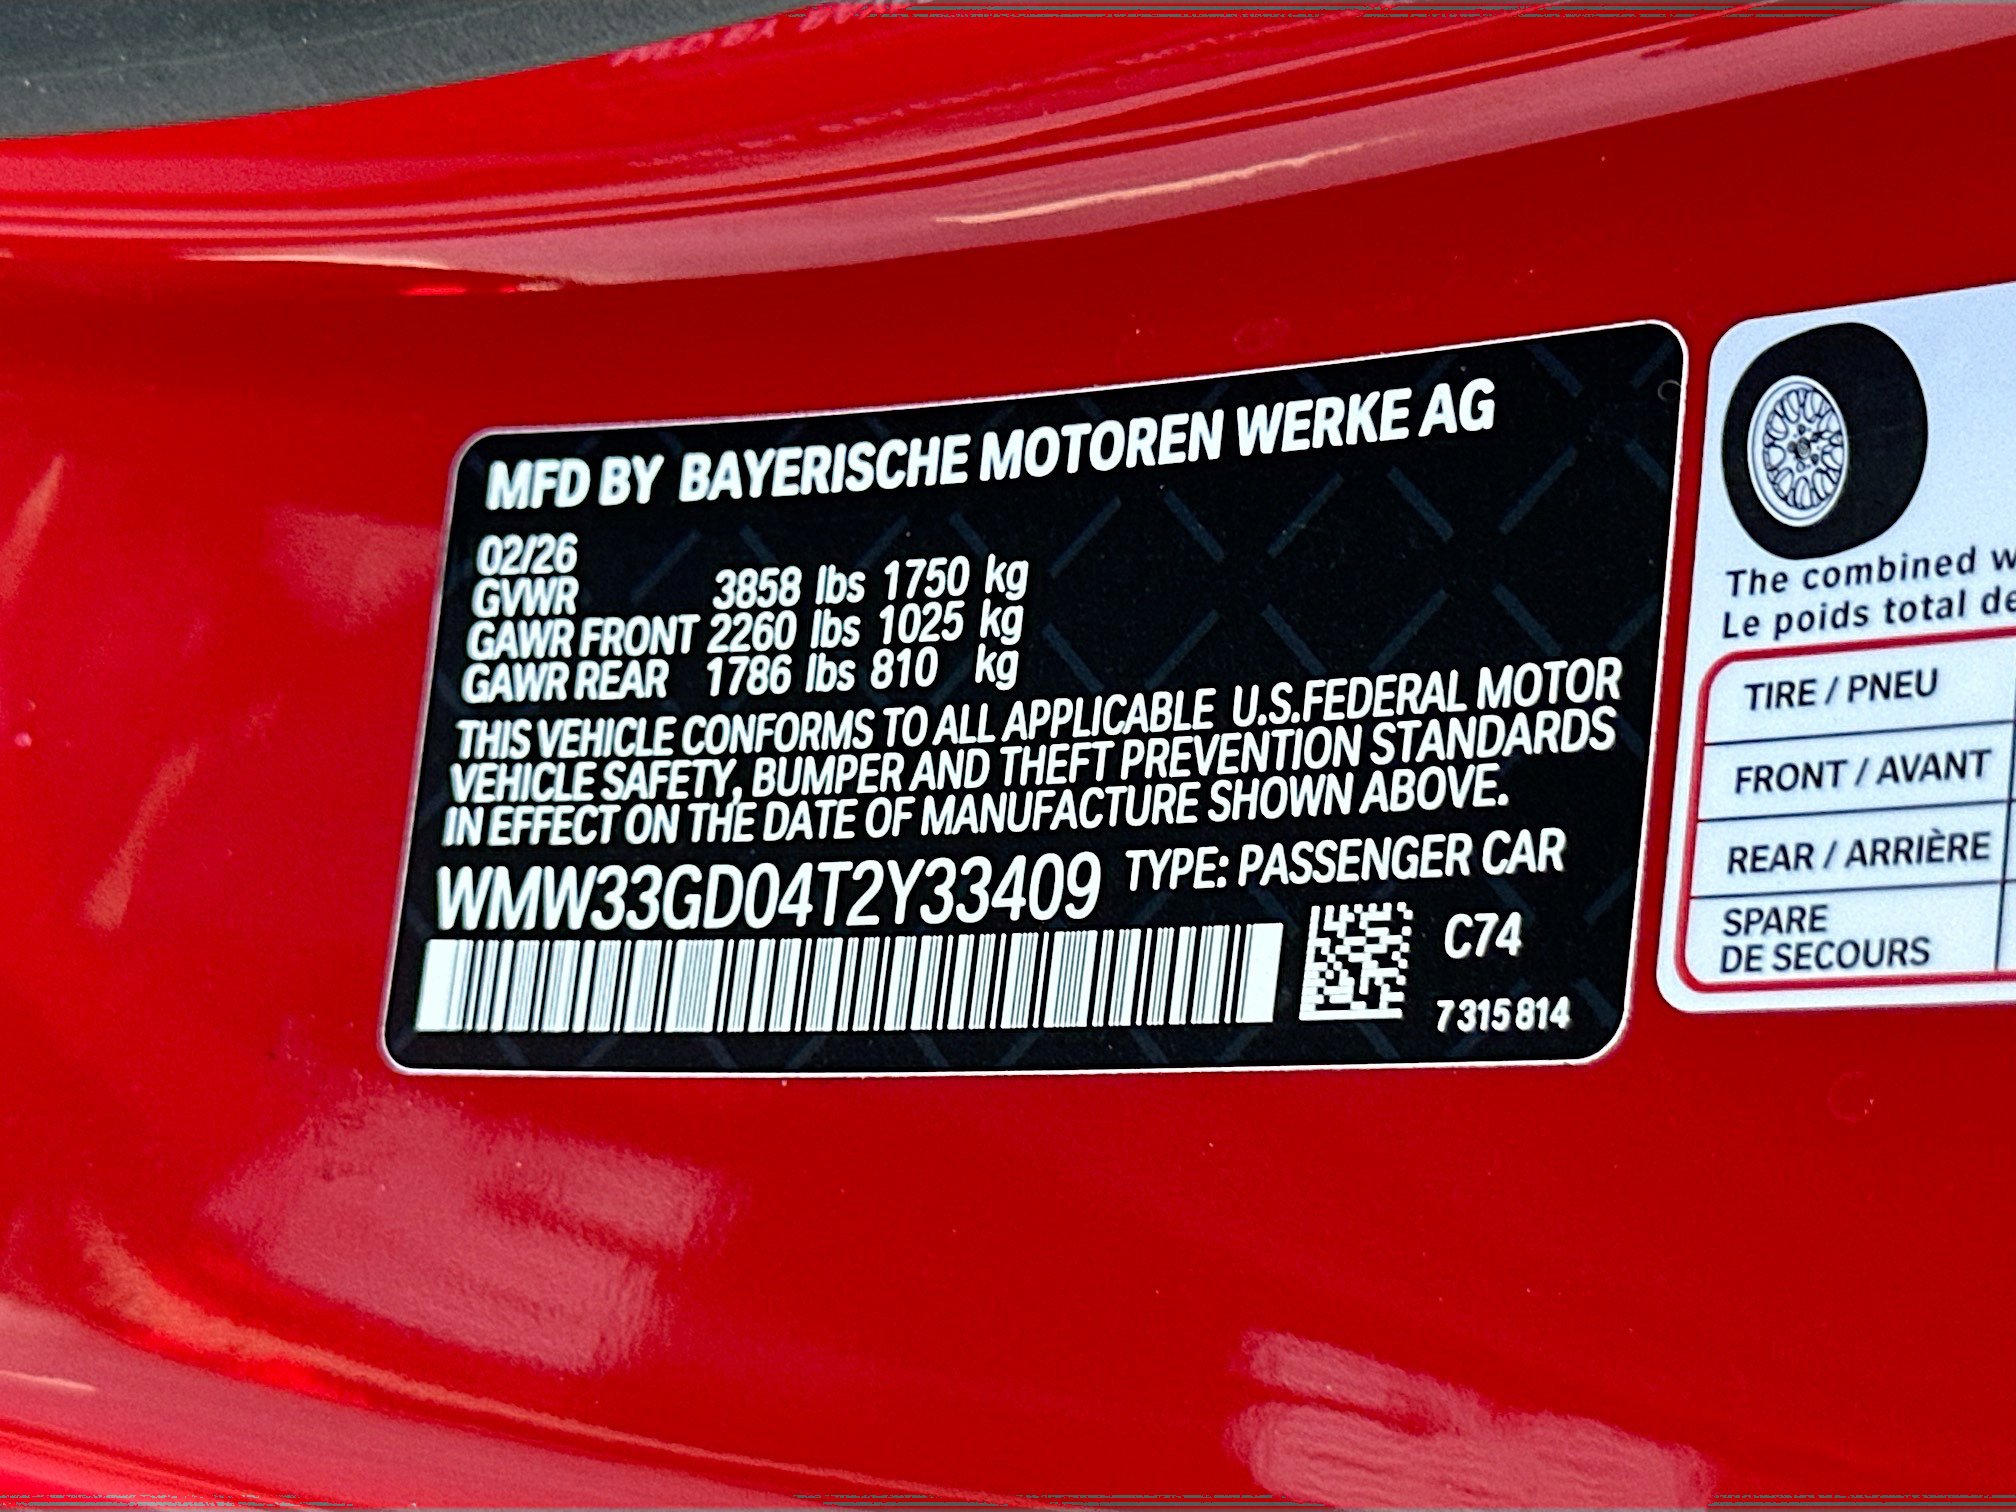 MFD BY BAYERISCHE MOTOREN WERKE AG
02/26
GVWR 3858 lbs 1750 kg
GAWR FRONT 2260 lbs 1025 kg
GAWR REAR 1786 lbs 810 kg
THIS VEHICLE CONFORMS TO ALL APPLICABLE U.S.FEDERAL MOTOR
VEHICLE SAFETY, BUMPER AND THEFT PREVENTION STANDARDS
IN EFFECT ON THE DATE OF MANUFACTURE SHOWN ABOVE.
WMW33GD04T2Y33409 TYPE: PASSENGER CAR
C74
7315814
The combined
Le poids total
TIRE / PNEU
FRONT / AVANT
REAR / ARRIÈRE
SPARE
DE SECOURS